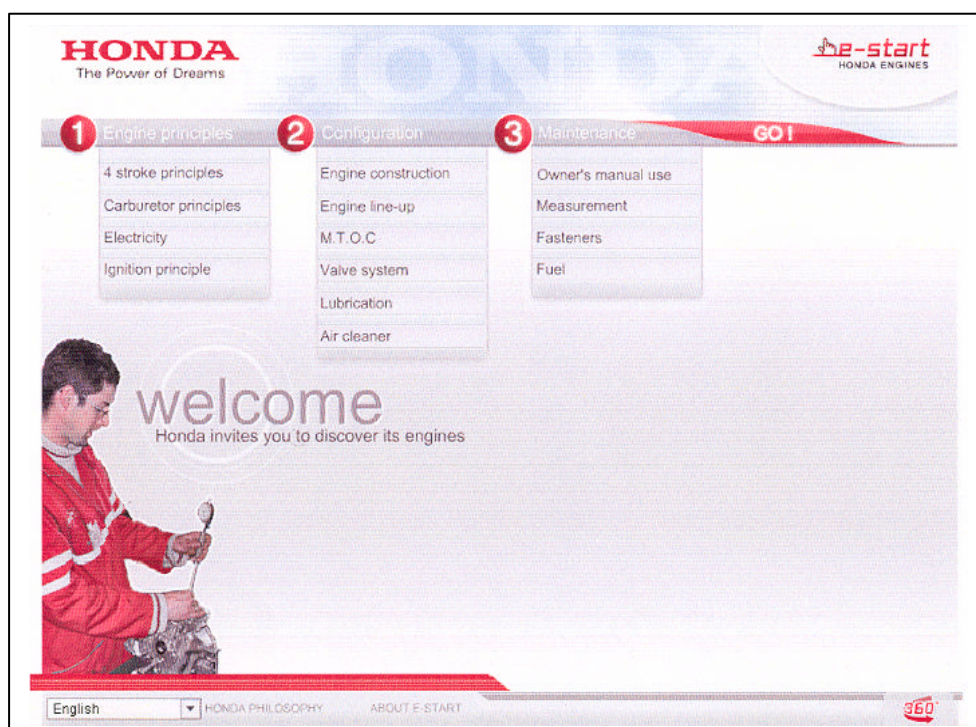 HONDA
The Power of Dreams
e-start
HONDA ENGINES
1 Engine principles
4 stroke principles
Carburetor principles
Electricity
Ignition principle
2 Configuration
Engine construction
Engine line-up
M.T.O.C
Valve system
Lubrication
Air cleaner
3 Maintenance
Owner's manual use
Measurement
Fasteners
Fuel
GO !
welcome
Honda invites you to discover its engines
English
HONDA PHILOSOPHY
ABOUT E-START
360°